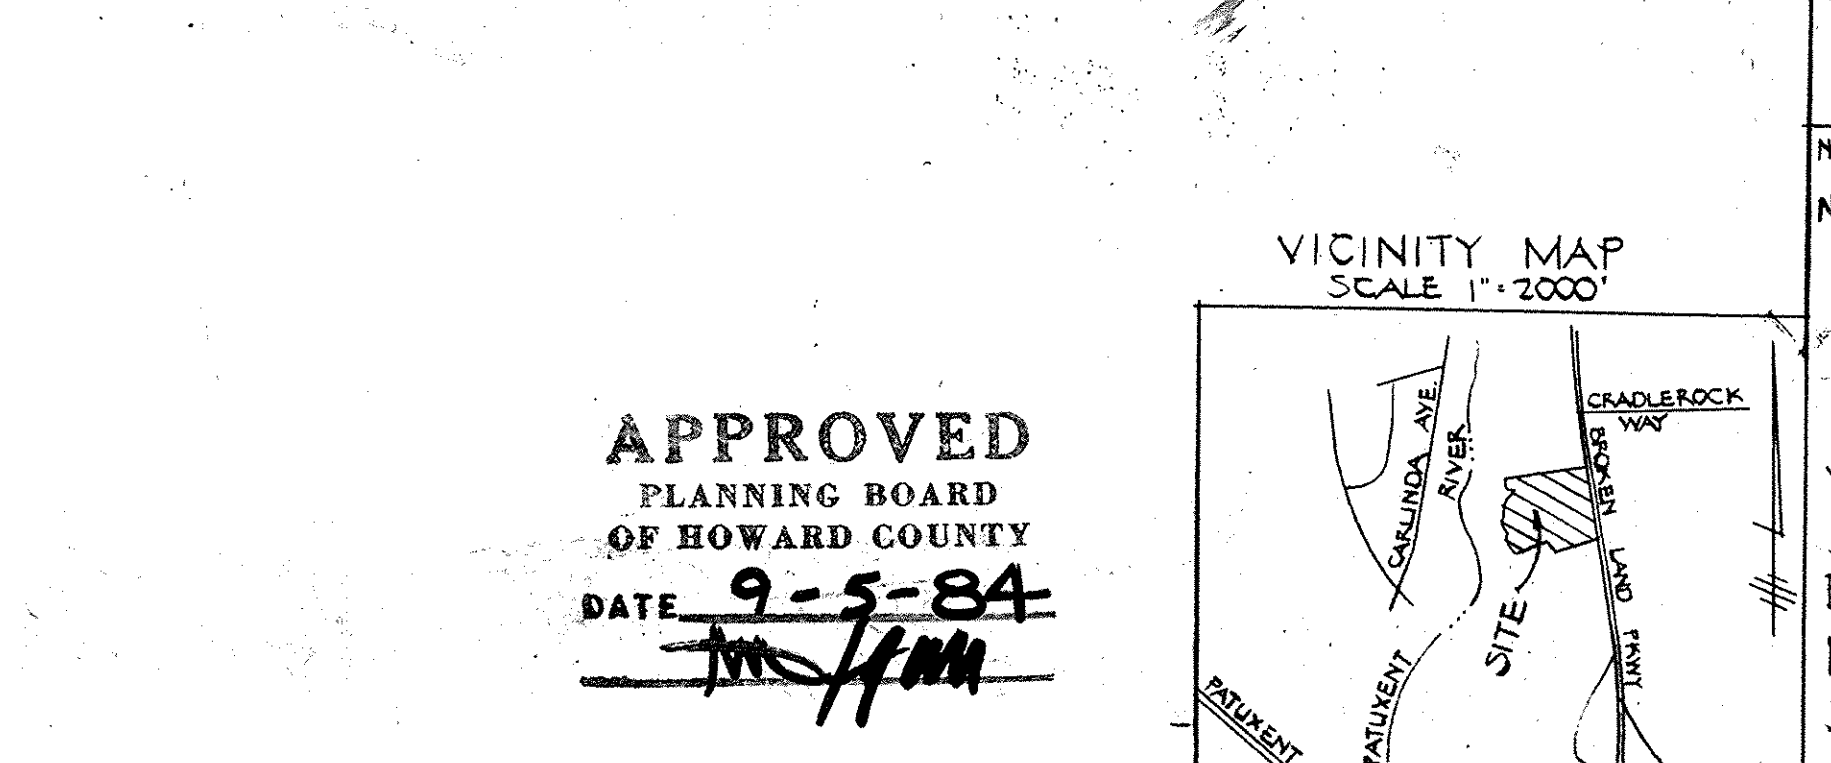 VICINITY MAP
SCALE 1" = 2000'
APPROVED
PLANNING BOARD
OF HOWARD COUNTY
DATE 9-5-84
CRADLEROCK
WAY
BROKEN LAND PKWY.
CARLINDA AVE.
RIVER
SITE
PATUXENT
PATUXENT
N
N